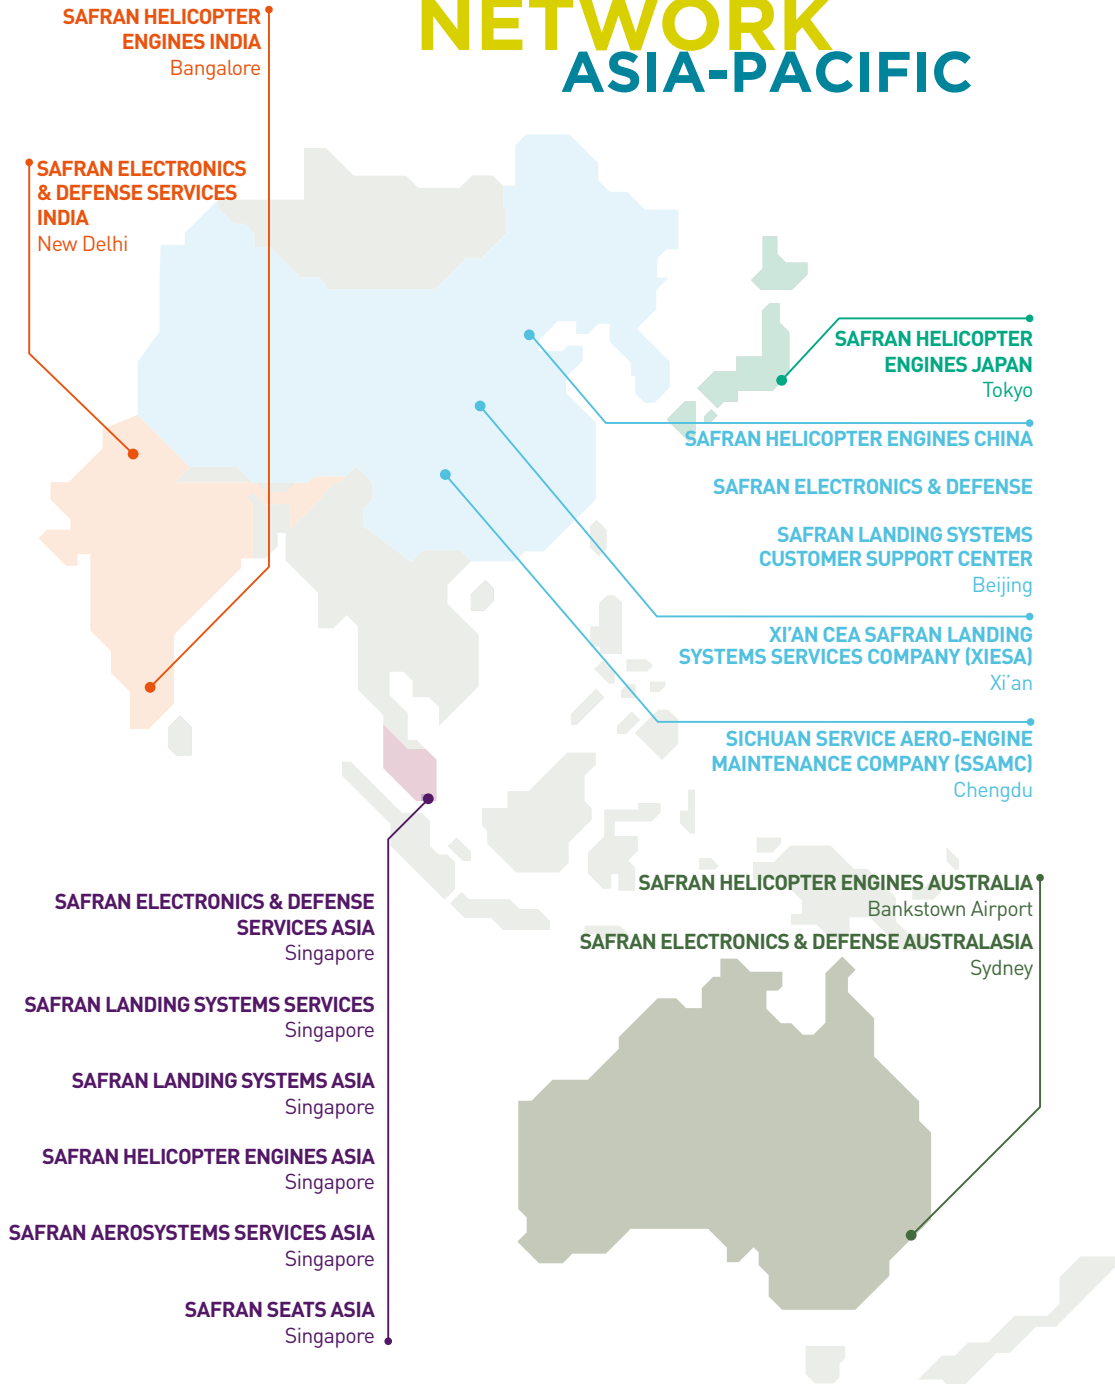 NETWORK
ASIA-PACIFIC
SAFRAN HELICOPTER
ENGINES INDIA
Bangalore
SAFRAN ELECTRONICS
& DEFENSE SERVICES
INDIA
New Delhi
SAFRAN HELICOPTER
ENGINES JAPAN
Tokyo
SAFRAN HELICOPTER ENGINES CHINA
SAFRAN ELECTRONICS & DEFENSE
SAFRAN LANDING SYSTEMS
CUSTOMER SUPPORT CENTER
Beijing
XI'AN CEA SAFRAN LANDING
SYSTEMS SERVICES COMPANY (XIESA)
Xi'an
SICHUAN SERVICE AERO-ENGINE
MAINTENANCE COMPANY (SSAMC)
Chengdu
SAFRAN HELICOPTER ENGINES AUSTRALIA
Bankstown Airport
SAFRAN ELECTRONICS & DEFENSE AUSTRALASIA
Sydney
SAFRAN ELECTRONICS & DEFENSE
SERVICES ASIA
Singapore
SAFRAN LANDING SYSTEMS SERVICES
Singapore
SAFRAN LANDING SYSTEMS ASIA
Singapore
SAFRAN HELICOPTER ENGINES ASIA
Singapore
SAFRAN AEROSYSTEMS SERVICES ASIA
Singapore
SAFRAN SEATS ASIA
Singapore